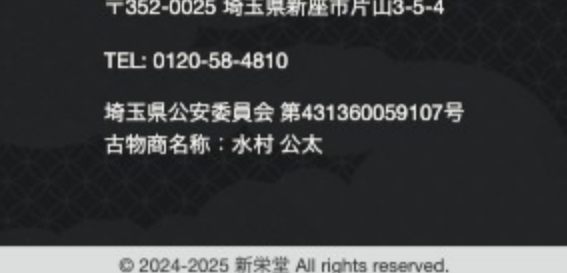 〒352-0025 埼玉県新座市片山3-5-4
TEL: 0120-58-4810
埼玉県公安委員会 第431360059107号
古物商名称：水村 公太
© 2024-2025 新栄堂 All rights reserved.